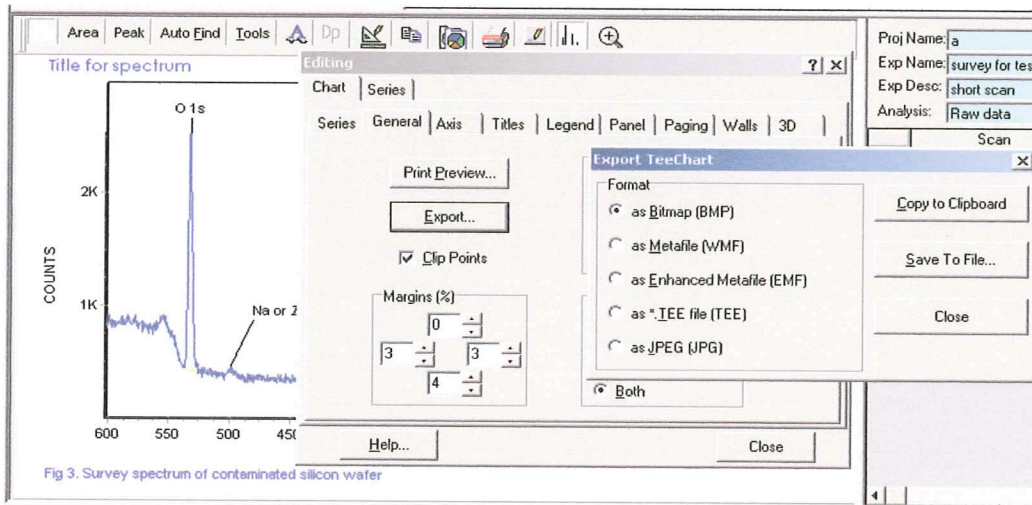 Area Peak Auto Find Tools Dp
Title for spectrum
O 1s
2K
1K
COUNTS
Na or
600 550 500 450
Fig 3. Survey spectrum of contaminated silicon wafer
Editing
Chart Series
Series General Axis Titles Legend Panel Paging Walls 3D
Print Preview...
Export...
Clip Points
Margins (%)
0
3 3
4
Both
Help... Close
Export TeeChart
Format
as Bitmap (BMP)
as Metafile (WMF)
as Enhanced Metafile (EMF)
as *.TEE file (TEE)
as JPEG (JPG)
Copy to Clipboard
Save To File...
Close
Proj Name: a
Exp Name: survey for tes
Exp Desc: short scan
Analysis: Raw data
Scan